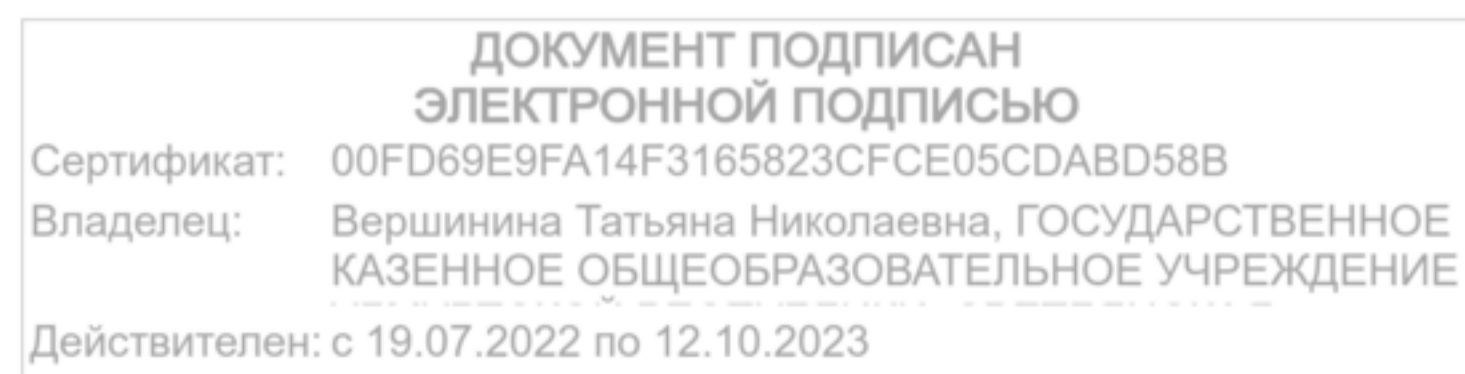 ДОКУМЕНТ ПОДПИСАН
ЭЛЕКТРОННОЙ ПОДПИСЬЮ
Сертификат: 00FD69E9FA14F3165823CFCE05CDABD58B
Владелец: Вершинина Татьяна Николаевна, ГОСУДАРСТВЕННОЕ
КАЗЕННОЕ ОБЩЕОБРАЗОВАТЕЛЬНОЕ УЧРЕЖДЕНИЕ
Действителен: с 19.07.2022 по 12.10.2023